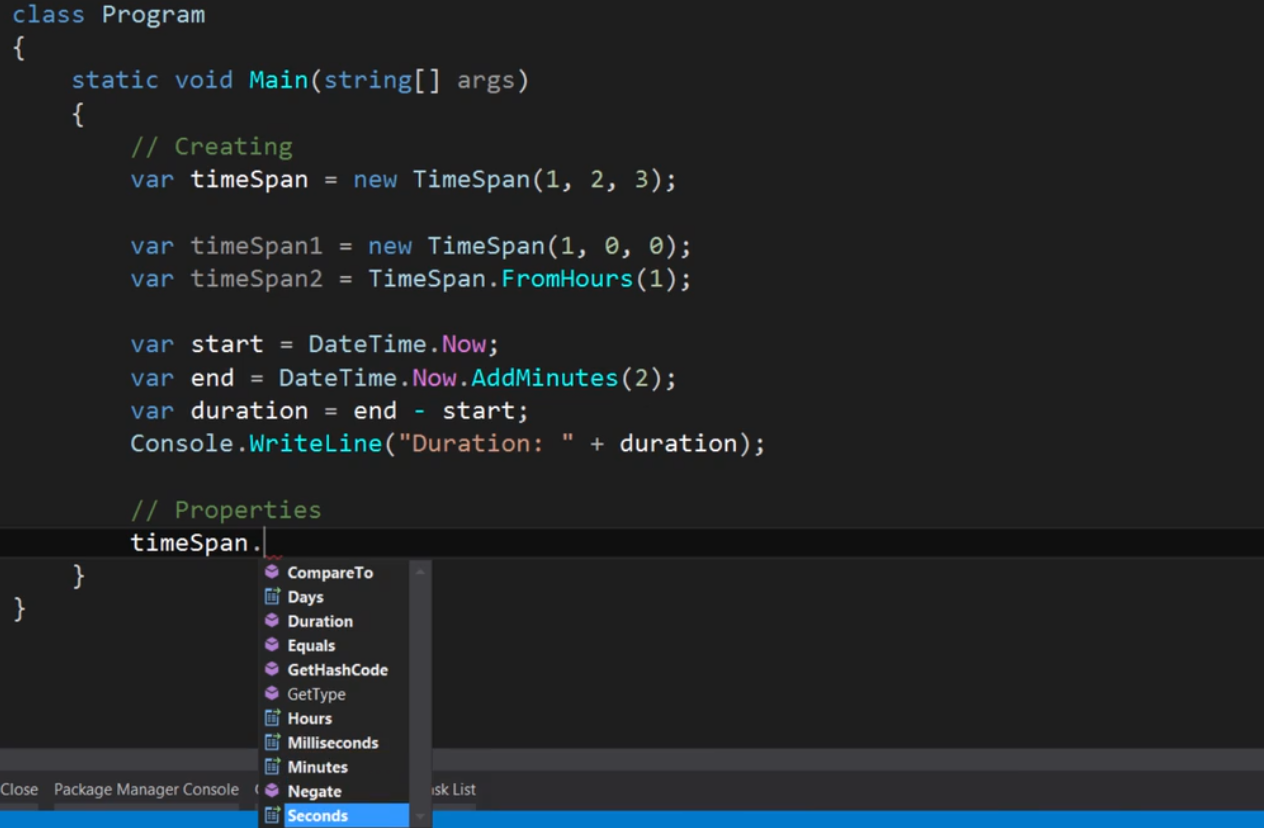 class Program
{
static void Main(string[] args)
{
// Creating
var timeSpan = new TimeSpan(1, 2, 3);
var timeSpan1 = new TimeSpan(1, 0, 0);
var timeSpan2 = TimeSpan.FromHours(1);
var start = DateTime.Now;
var end = DateTime.Now.AddMinutes(2);
var duration = end - start;
Console.WriteLine("Duration: " + duration);
// Properties
timeSpan.
}
}
CompareTo
Days
Duration
Equals
GetHashCode
GetType
Hours
Milliseconds
Minutes
Negate
Seconds
Close Package Manager Console List